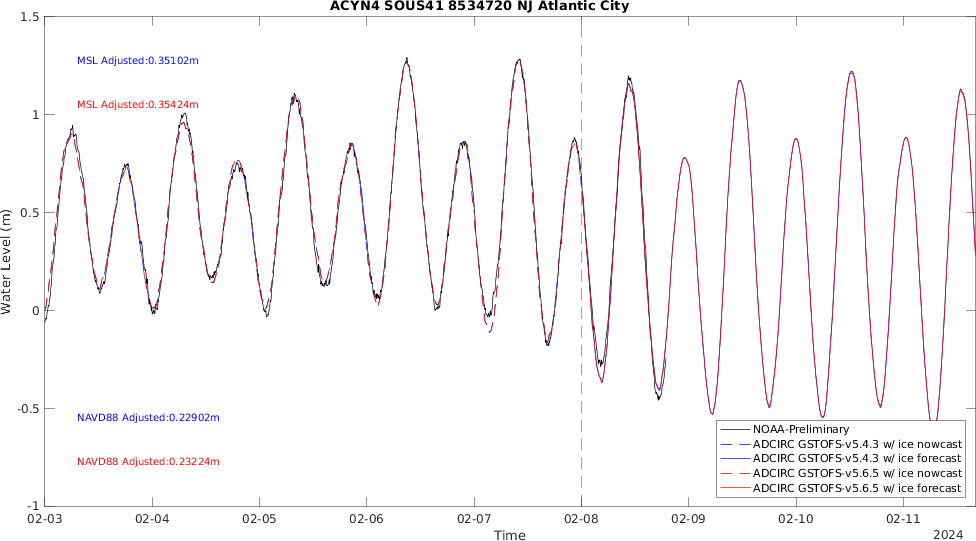 ACYN4 SOUS41 8534720 NJ Atlantic City
1.5
1
0.5
0
-0.5
-1
Water Level (m)
MSL Adjusted:0.35102m
MSL Adjusted:0.35424m
NAVD88 Adjusted:0.22902m
NAVD88 Adjusted:0.23224m
NOAA-Preliminary
ADCIRC GSTOFS-v5.4.3 w/ ice nowcast
ADCIRC GSTOFS-v5.4.3 w/ ice forecast
ADCIRC GSTOFS-v5.6.5 w/ ice nowcast
ADCIRC GSTOFS-v5.6.5 w/ ice forecast
02-03 02-04 02-05 02-06 02-07 02-08 02-09 02-10 02-11
Time
2024